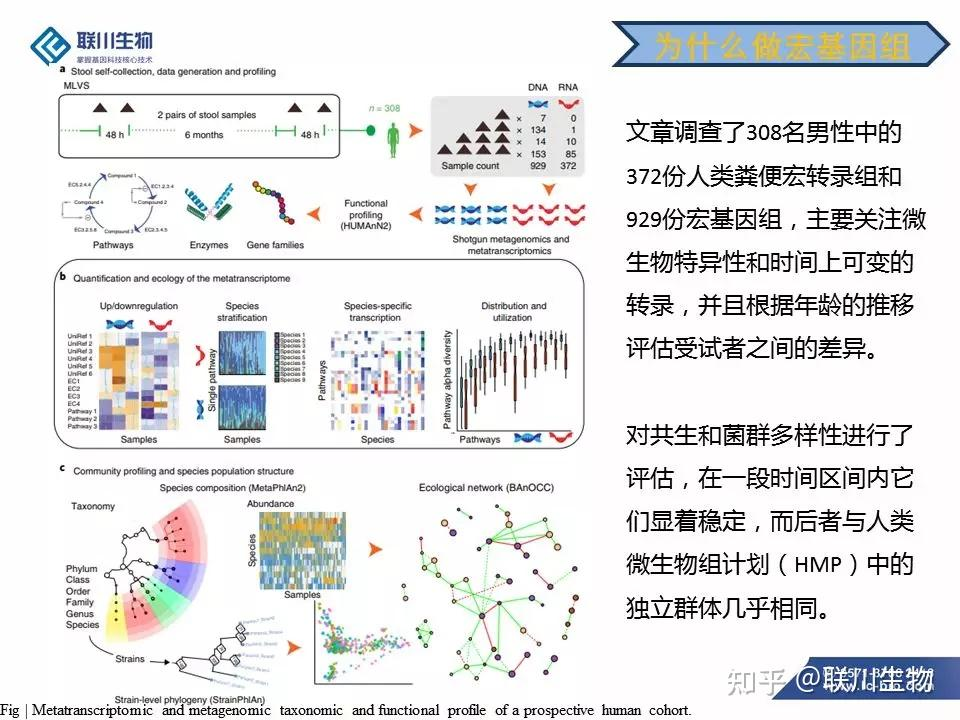 联川生物
掌握基因科技核心技术
为什么做宏基因组
a Stool self-collection, data generation and profiling
MLVS
2 pairs of stool samples
48 h
6 months
48 h
n = 308
DNA RNA
× 7 0
× 134 1
× 14 10
× 153 85
Sample count 929 372
Compound 1
EC5.2.4.4
EC1.2.3.4
Compound 4
Compound 2
EC3.2.5.8
EC2.3.4.5
Compound 3
Pathways
Enzymes
Gene families
Functional
profiling
(HUMAnN2)
Shotgun metagenomics and
metatranscriptomics
b Quantification and ecology of the metatranscriptome
Up/downregulation
Species
stratification
Species-specific
transcription
Distribution and
utilization
UniRef 1
UniRef 2
UniRef 3
UniRef 4
UniRef 5
UniRef 6
EC1
EC2
EC3
EC4
Pathway 1
Pathway 2
Pathway 3
Samples
Single pathway
Samples
Species 1
Species 2
Species 3
Species 4
Species 5
Species 6
Species 7
Species 8
Species 9
Pathways
Species
Pathway alpha diversity
Pathways
c Community profiling and species population structure
Species composition (MetaPhlAn2)
Ecological network (BAnOCC)
Taxonomy
Abundance
Species
Samples
Phylum
Class
Order
Family
Genus
Species
Strains
Strain-level phylogeny (StrainPhlAn)
文章调查了308名男性中的
372份人类粪便宏转录组和
929份宏基因组，主要关注微
生物特异性和时间上可变的
转录，并且根据年龄的推移
评估受试者之间的差异。
对共生和菌群多样性进行了
评估，在一段时间区间内它
们显着稳定，而后者与人类
微生物组计划（HMP）中的
独立群体几乎相同。
知乎 @联川生物
www.lc-bio.com
Fig | Metatranscriptomic and metagenomic taxonomic and functional profile of a prospective human cohort.